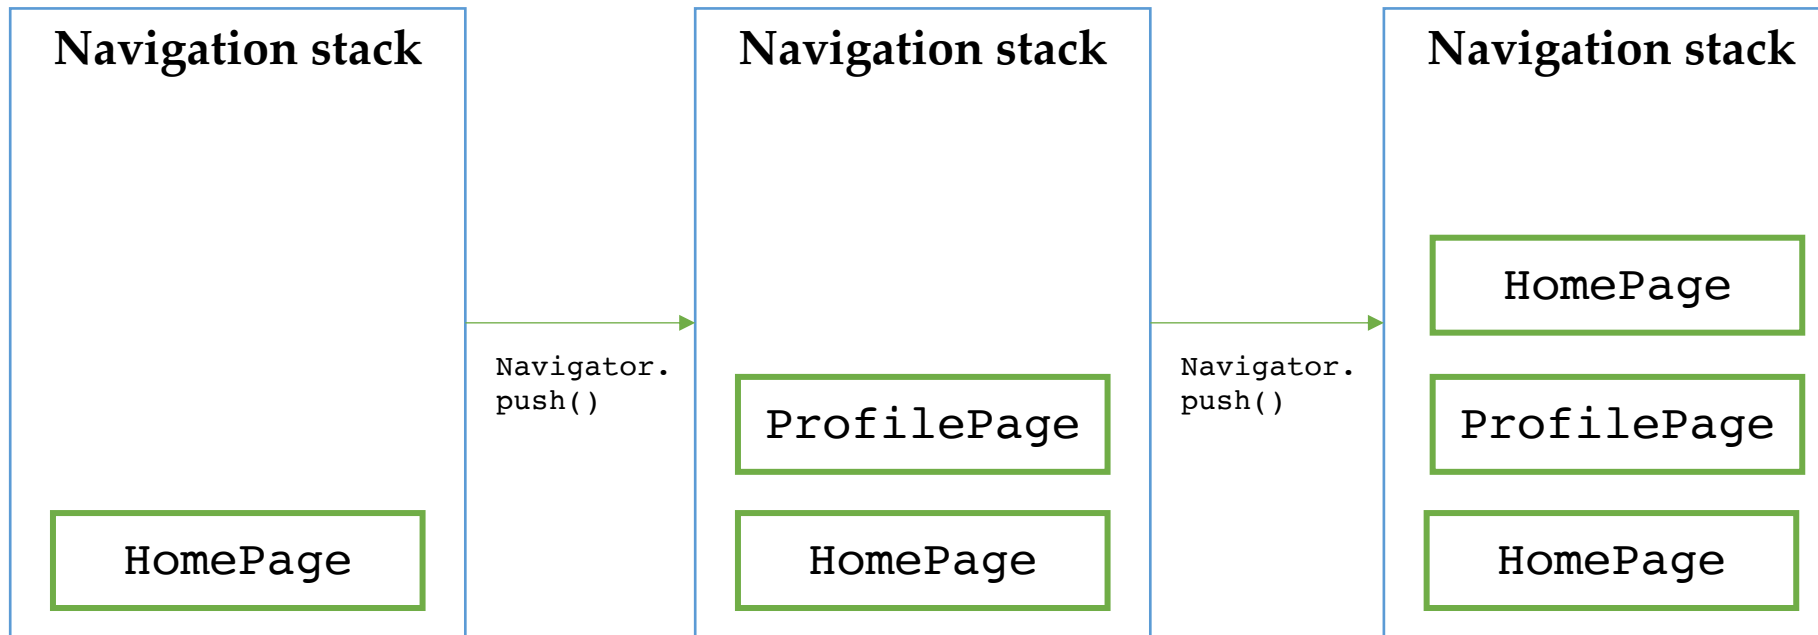 Navigation stack
HomePage
Navigator.
push()
Navigation stack
ProfilePage
HomePage
Navigator.
push()
Navigation stack
HomePage
ProfilePage
HomePage